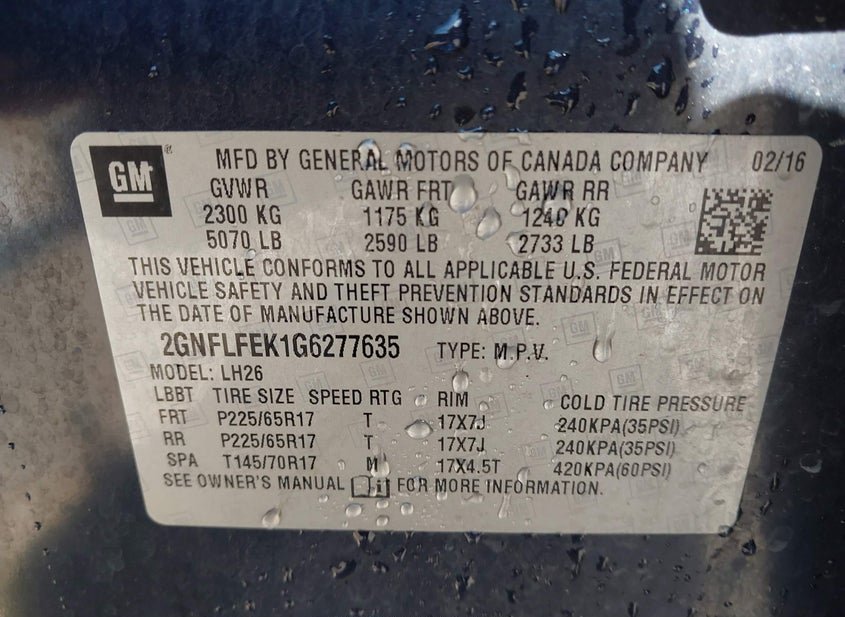 GM ® MFD BY GENERAL MOTORS OF CANADA COMPANY 02/16
GVWR GAWR FRT GAWR RR
2300 KG 1175 KG 1240 KG
5070 LB 2590 LB 2733 LB
THIS VEHICLE CONFORMS TO ALL APPLICABLE U.S. FEDERAL MOTOR
VEHICLE SAFETY AND THEFT PREVENTION STANDARDS IN EFFECT ON
THE DATE OF MANUFACTURE SHOWN ABOVE.
2GNFLFEK1G6277635 TYPE: M.P.V.
MODEL: LH26
LBBT TIRE SIZE SPEED RTG RIM COLD TIRE PRESSURE
FRT P225/65R17 T 17X7J 240KPA(35PSI)
RR P225/65R17 T 17X7J 240KPA(35PSI)
SPA T145/70R17 M 17X4.5T 420KPA(60PSI)
SEE OWNER'S MANUAL FOR MORE INFORMATION.